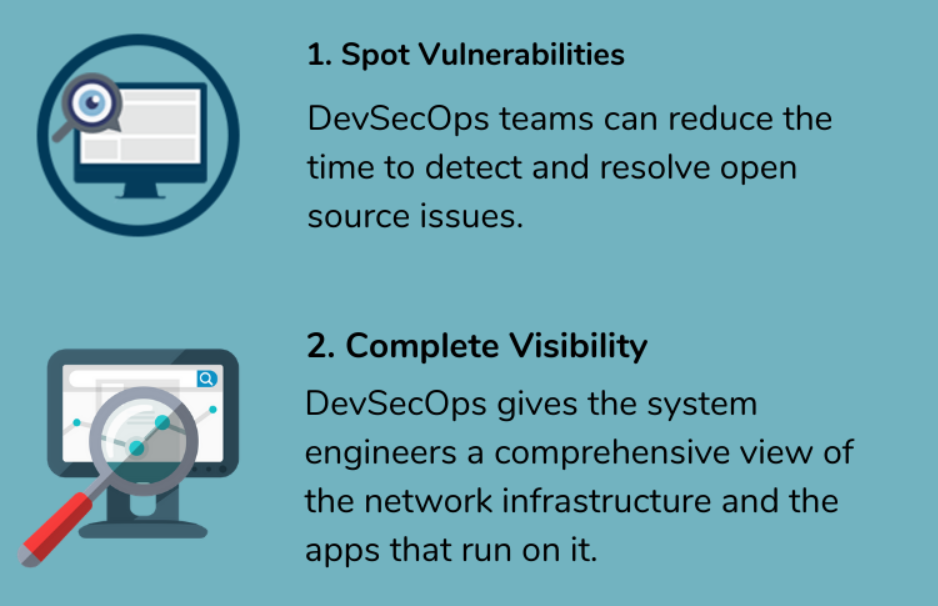 1. Spot Vulnerabilities
DevSecOps teams can reduce the
time to detect and resolve open
source issues.
2. Complete Visibility
DevSecOps gives the system
engineers a comprehensive view of
the network infrastructure and the
apps that run on it.